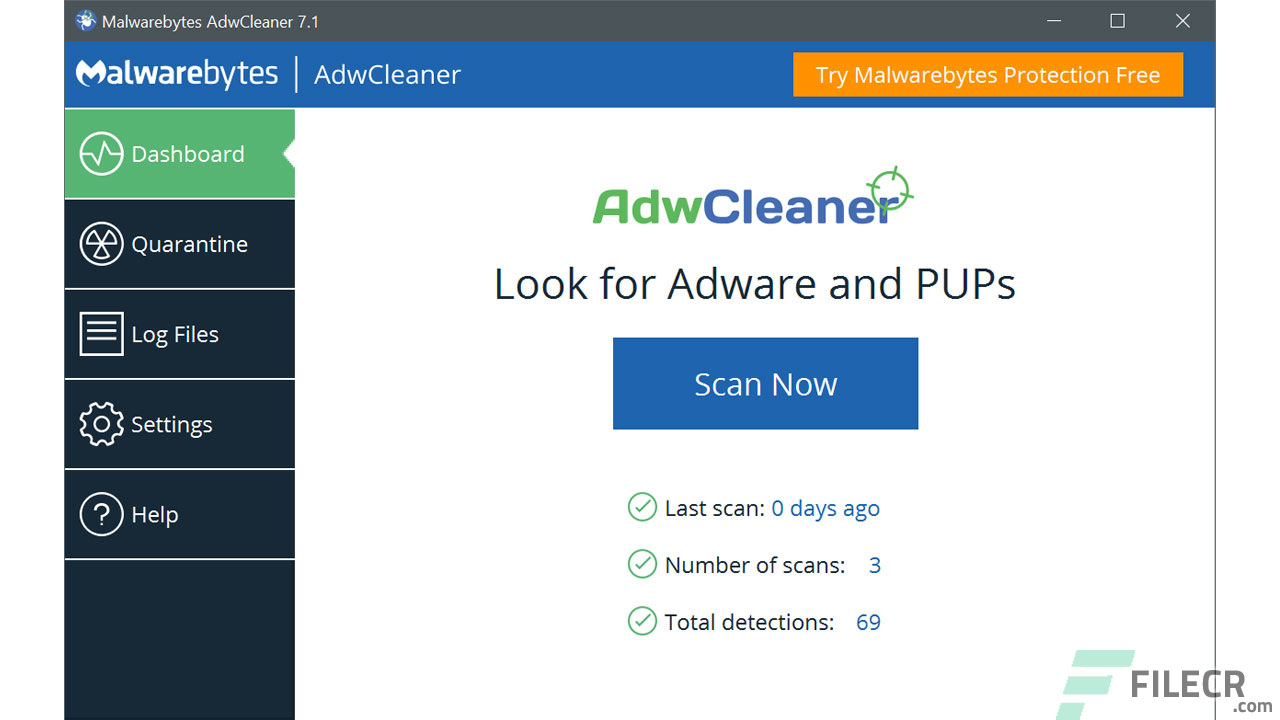 Malwarebytes AdwCleaner 7.1
Malwarebytes | AdwCleaner
Try Malwarebytes Protection Free
Dashboard
Quarantine
Log Files
Settings
Help
AdwCleaner
Look for Adware and PUPs
Scan Now
Last scan: 0 days ago
Number of scans: 3
Total detections: 69
FILECR
.com